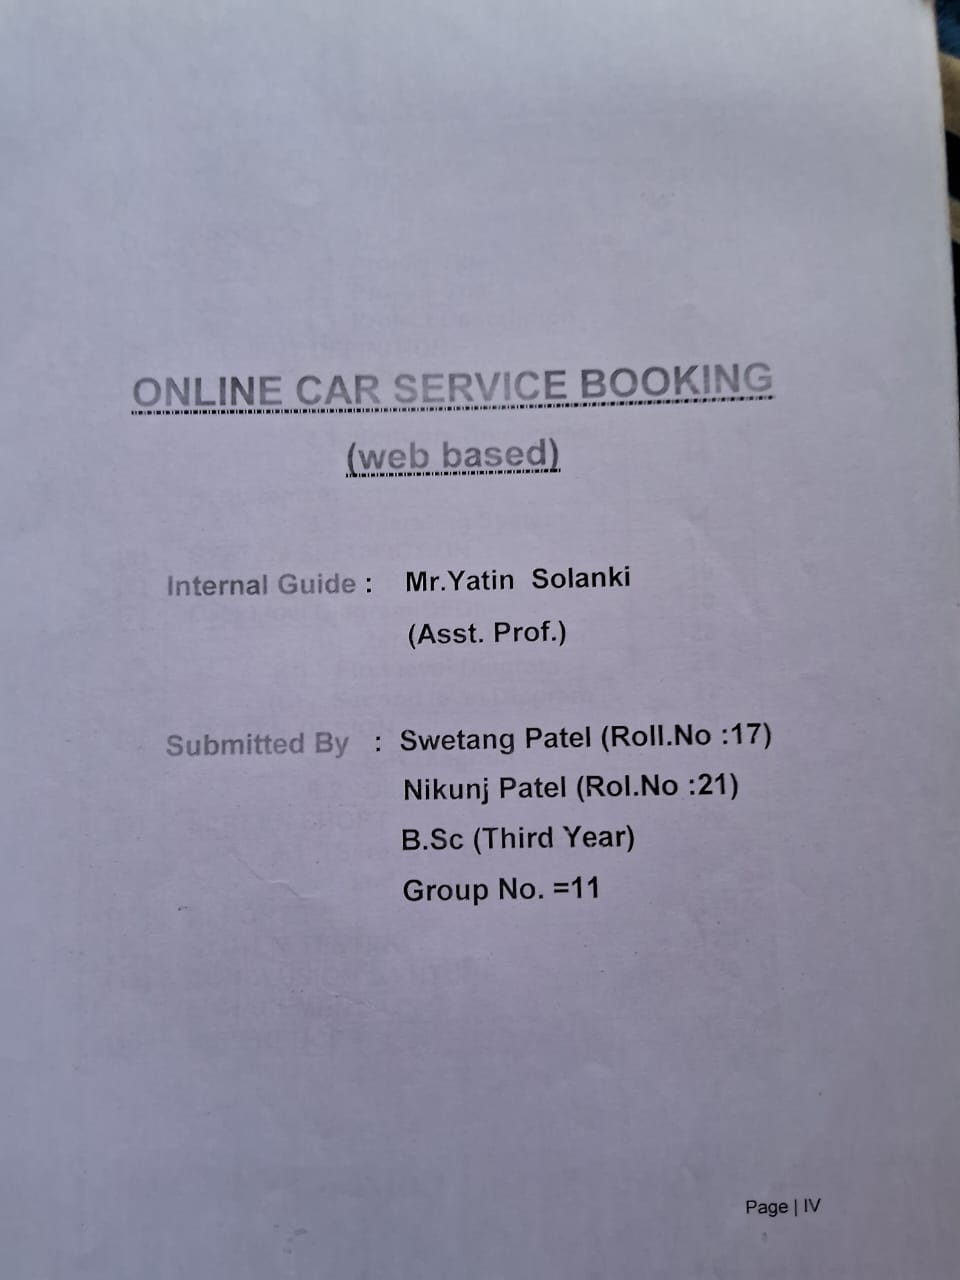 ONLINE CAR SERVICE BOOKING
(web based)
Internal Guide : Mr.Yatin Solanki
(Asst. Prof.)
Submitted By : Swetang Patel (Roll.No :17)
Nikunj Patel (Rol.No :21)
B.Sc (Third Year)
Group No. =11
Page | IV